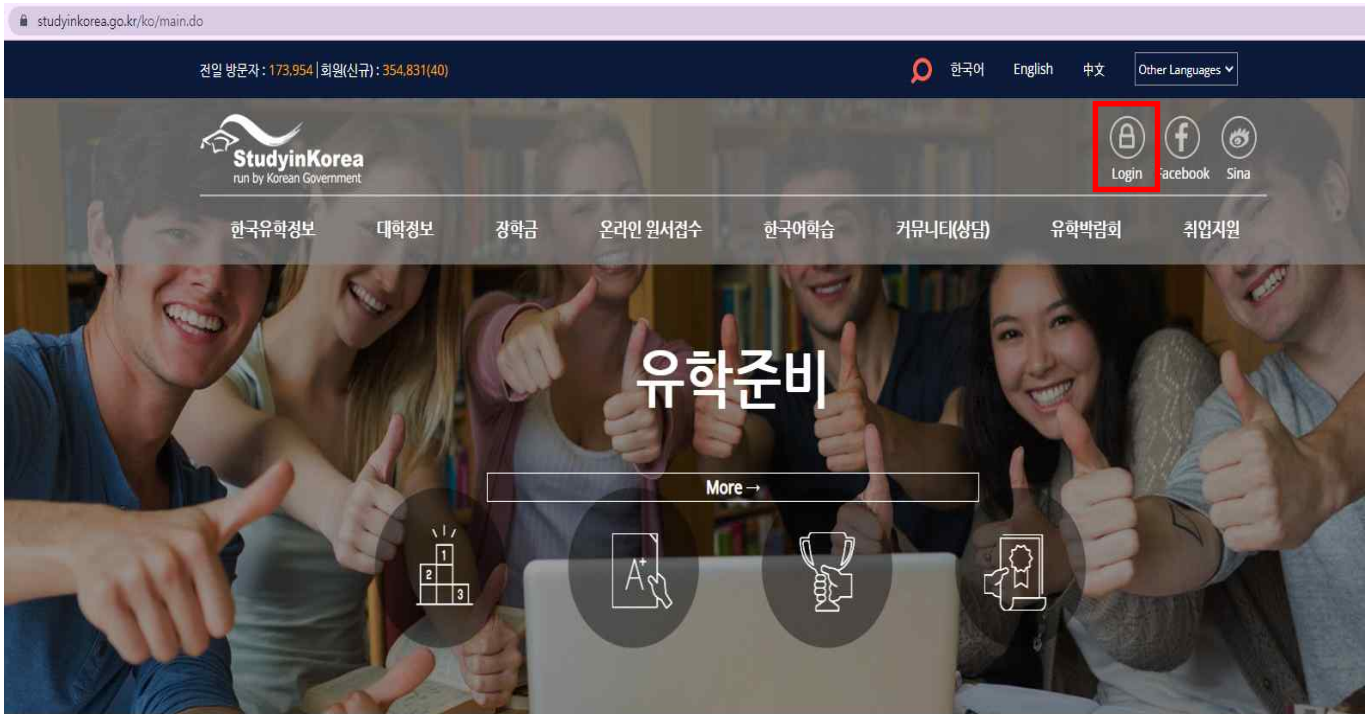 studyinkorea.go.kr/ko/main.do
전일 방문자 : 173,954 | 회원(신규) : 354,831(40)
한국어 English 中文 Other Languages
StudyinKorea
run by Korean Government
Login Facebook Sina
한국유학정보 대학정보 장학금 온라인 원서접수 한국어학습 커뮤니티(상담) 유학박람회 취업지원
유학준비
More →
1
2
3
A+